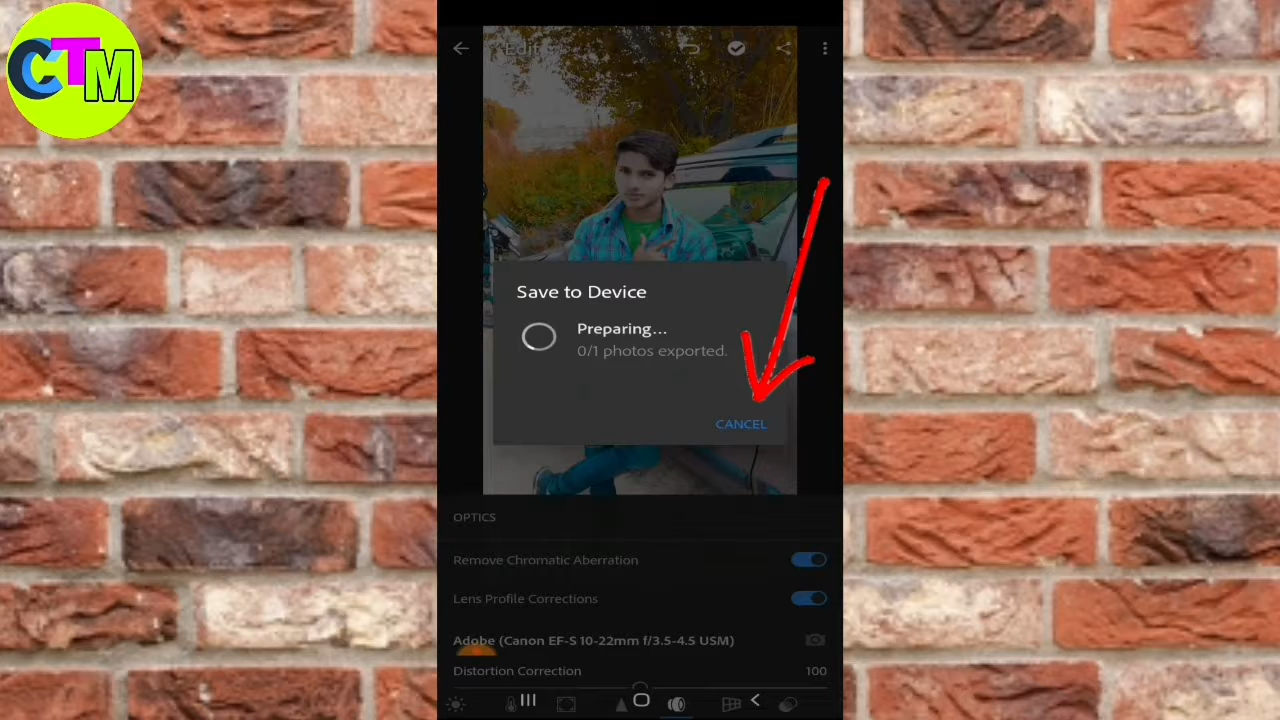 CTM
Edit
Save to Device
Preparing...
0/1 photos exported.
CANCEL
OPTICS
Remove Chromatic Aberration
Lens Profile Corrections
Adobe (Canon EF-S 10-22mm f/3.5-4.5 USM)
Distortion Correction 100